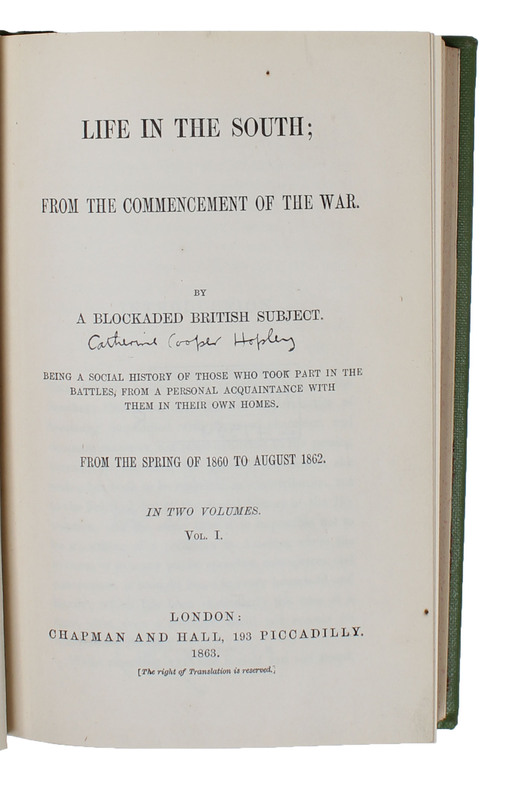 LIFE IN THE SOUTH;
FROM THE COMMENCEMENT OF THE WAR.
BY
A BLOCKADED BRITISH SUBJECT.
Catherine Cooper Hopley
BEING A SOCIAL HISTORY OF THOSE WHO TOOK PART IN THE
BATTLES, FROM A PERSONAL ACQUAINTANCE WITH
THEM IN THEIR OWN HOMES.
FROM THE SPRING OF 1860 TO AUGUST 1862.
IN TWO VOLUMES.
VOL. I.
LONDON:
CHAPMAN AND HALL, 193 PICCADILLY.
1863.
[The right of Translation is reserved.]